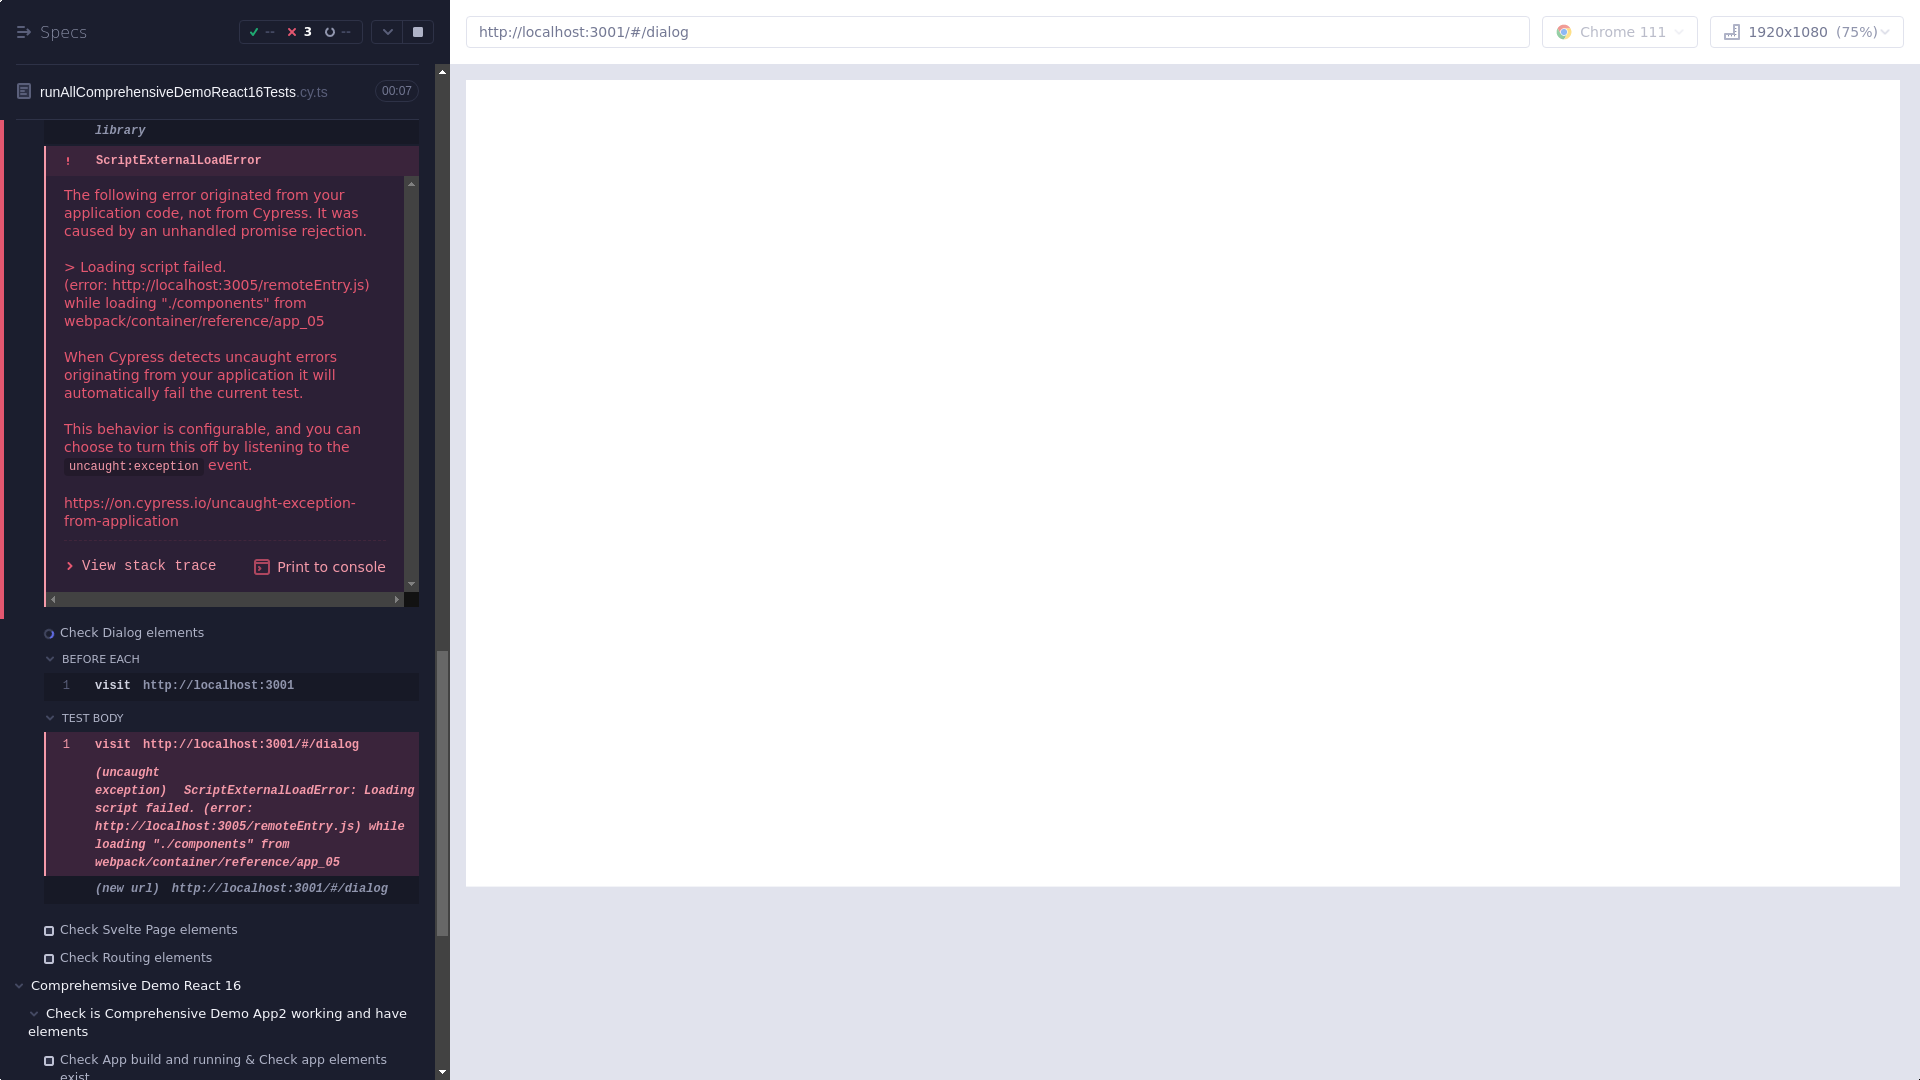 Specs
--
3
--
http://localhost:3001/#/dialog
Chrome 111
1920x1080 (75%)
runAllComprehensiveDemoReact16Tests.cy.ts
00:07
library
! ScriptExternalLoadError
The following error originated from your
application code, not from Cypress. It was
caused by an unhandled promise rejection.
> Loading script failed.
(error: http://localhost:3005/remoteEntry.js)
while loading "./components" from
webpack/container/reference/app_05
When Cypress detects uncaught errors
originating from your application it will
automatically fail the current test.
This behavior is configurable, and you can
choose to turn this off by listening to the
uncaught:exception event.
https://on.cypress.io/uncaught-exception-
from-application
View stack trace
Print to console
Check Dialog elements
BEFORE EACH
1 visit http://localhost:3001
TEST BODY
1 visit http://localhost:3001/#/dialog
(uncaught
exception) ScriptExternalLoadError: Loading
script failed. (error:
http://localhost:3005/remoteEntry.js) while
loading "./components" from
webpack/container/reference/app_05
(new url) http://localhost:3001/#/dialog
Check Svelte Page elements
Check Routing elements
Comprehemsive Demo React 16
Check is Comprehensive Demo App2 working and have
elements
Check App build and running & Check app elements
exist